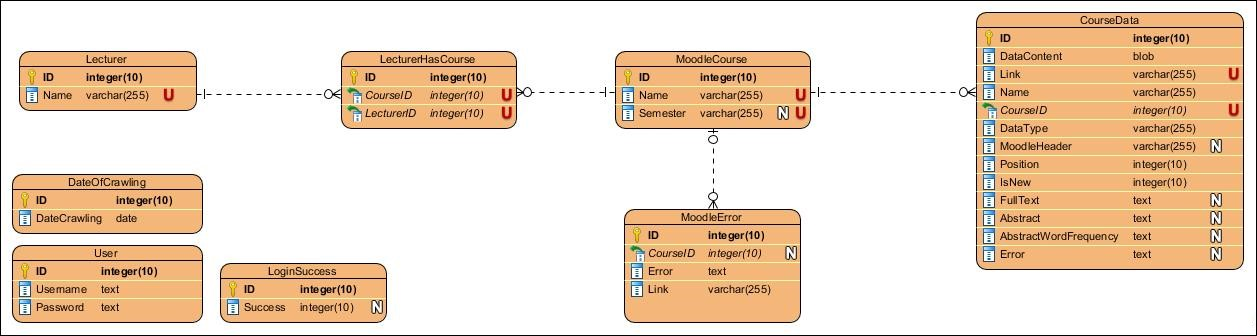 Lecturer
ID integer(10)
Name varchar(255) U
LecturerHasCourse
ID integer(10)
CourseID integer(10) U
LecturerID integer(10) U
MoodleCourse
ID integer(10)
Name varchar(255) U
Semester varchar(255) N U
CourseData
ID integer(10)
DataContent blob
Link varchar(255) U
Name varchar(255)
CourseID integer(10) U
DataType varchar(255)
MoodleHeader varchar(255) N
Position integer(10)
IsNew integer(10)
FullText text N
Abstract text N
AbstractWordFrequency text N
Error text N
DateOfCrawling
ID integer(10)
DateCrawling date
User
ID integer(10)
Username text
Password text
LoginSuccess
ID integer(10)
Success integer(10) N
MoodleError
ID integer(10)
CourseID integer(10) N
Error text
Link varchar(255)